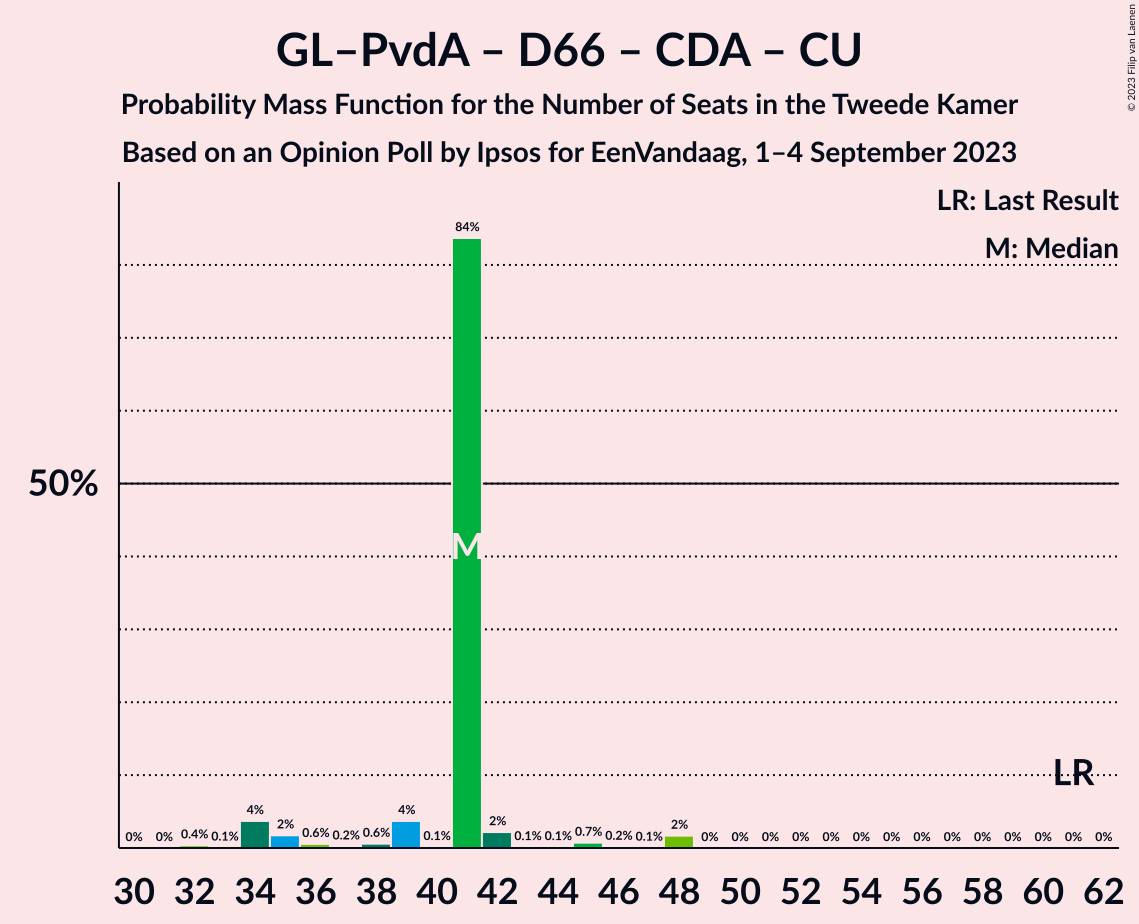 GL–PvdA – D66 – CDA – CU
Probability Mass Function for the Number of Seats in the Tweede Kamer
Based on an Opinion Poll by Ipsos for EenVandaag, 1–4 September 2023
© 2023 Filip van Laenen
LR: Last Result
M: Median
50%
M
LR
0% 0% 0.4% 0.1% 4% 2% 0.6% 0.2% 0.6% 4% 0.1% 84% 2% 0.1% 0.1% 0.7% 0.2% 0.1% 2% 0% 0% 0% 0% 0% 0% 0% 0% 0% 0% 0% 0% 0% 0%
30 32 34 36 38 40 42 44 46 48 50 52 54 56 58 60 62